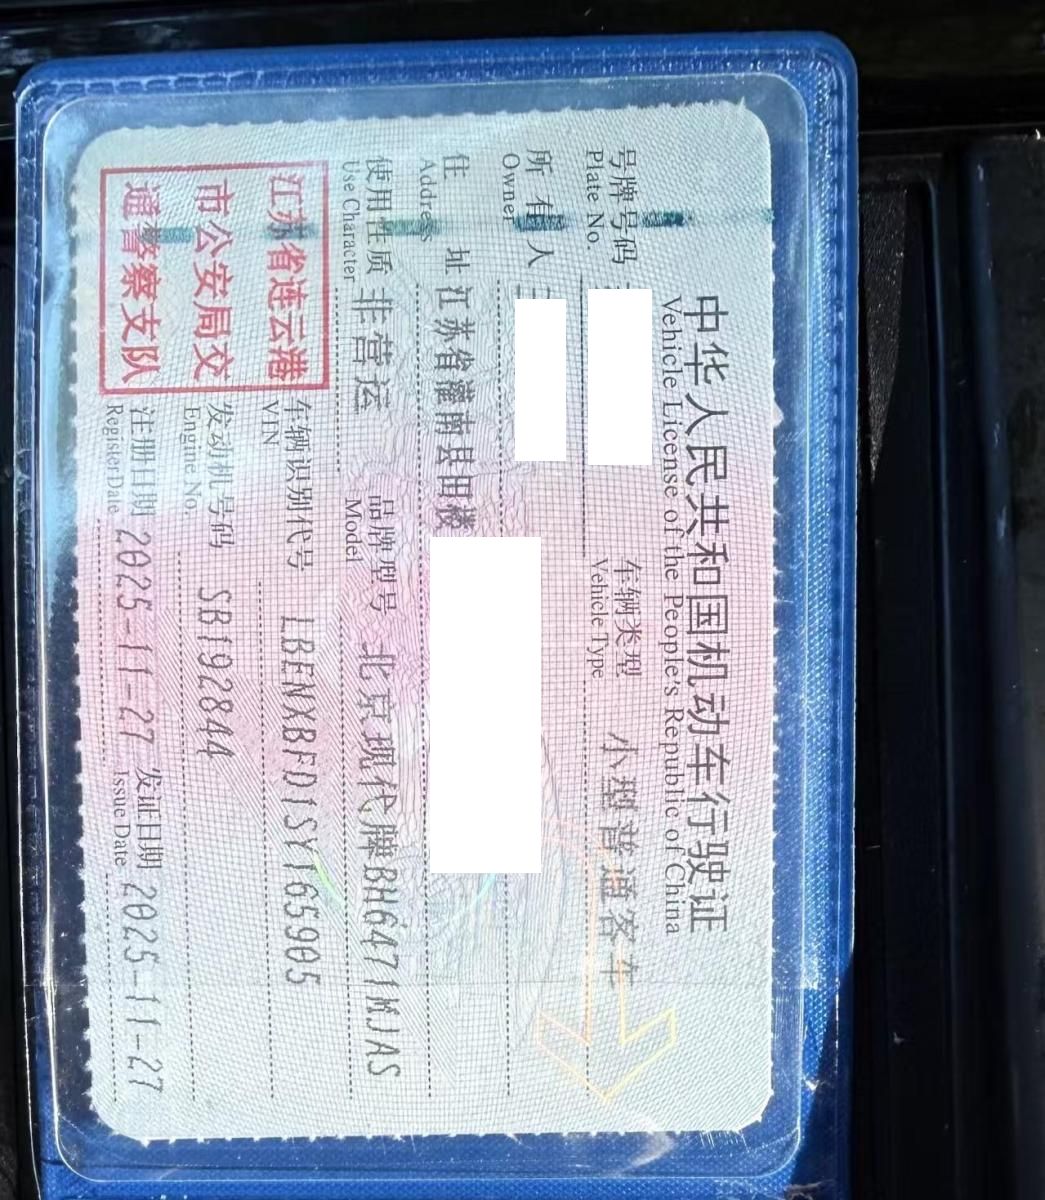 中华人民共和国机动车行驶证
Vehicle License of the People's Republic of China
号牌号码
Plate No.
车辆类型 小型普通客车
Vehicle Type
所有人
Owner
住址 江苏省灌南县田楼
Address
使用性质 非营运
Use Character
品牌型号 北京现代牌BH6471MJAS
Model
江苏省连云港
市公安局交
通警察支队
车辆识别代号 LBENXBFD1SY165905
VIN
发动机号码 SB192844
Engine No.
注册日期 2025-11-27
Register Date
发证日期 2025-11-27
Issue Date